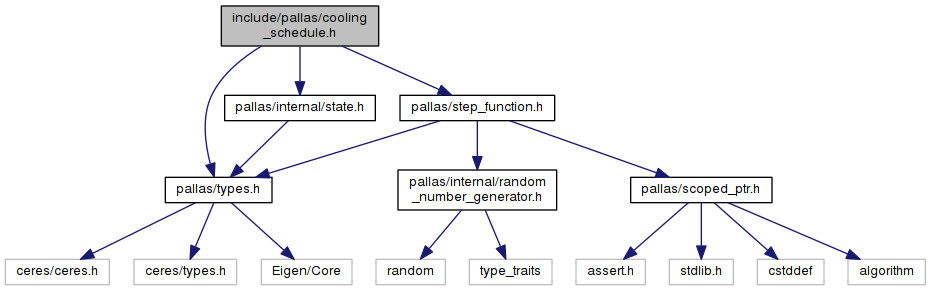 include/pallas/cooling
_schedule.h
pallas/internal/state.h
pallas/step_function.h
pallas/types.h
pallas/internal/random
_number_generator.h
pallas/scoped_ptr.h
ceres/ceres.h
ceres/types.h
Eigen/Core
random
type_traits
assert.h
stdlib.h
cstddef
algorithm